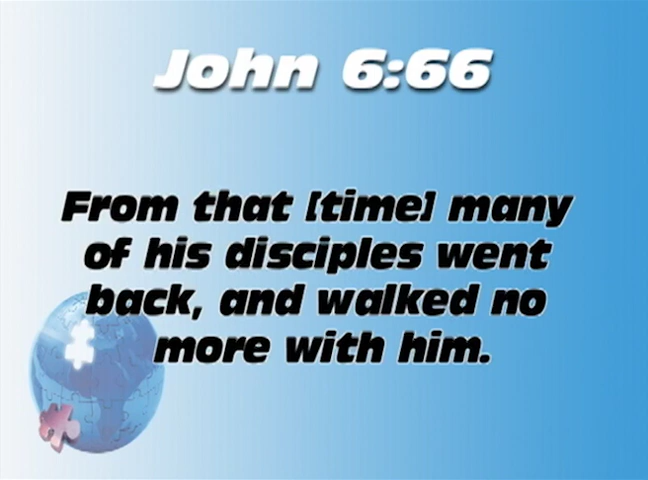 John 6:66
From that [time] many
of his disciples went
back, and walked no
more with him.